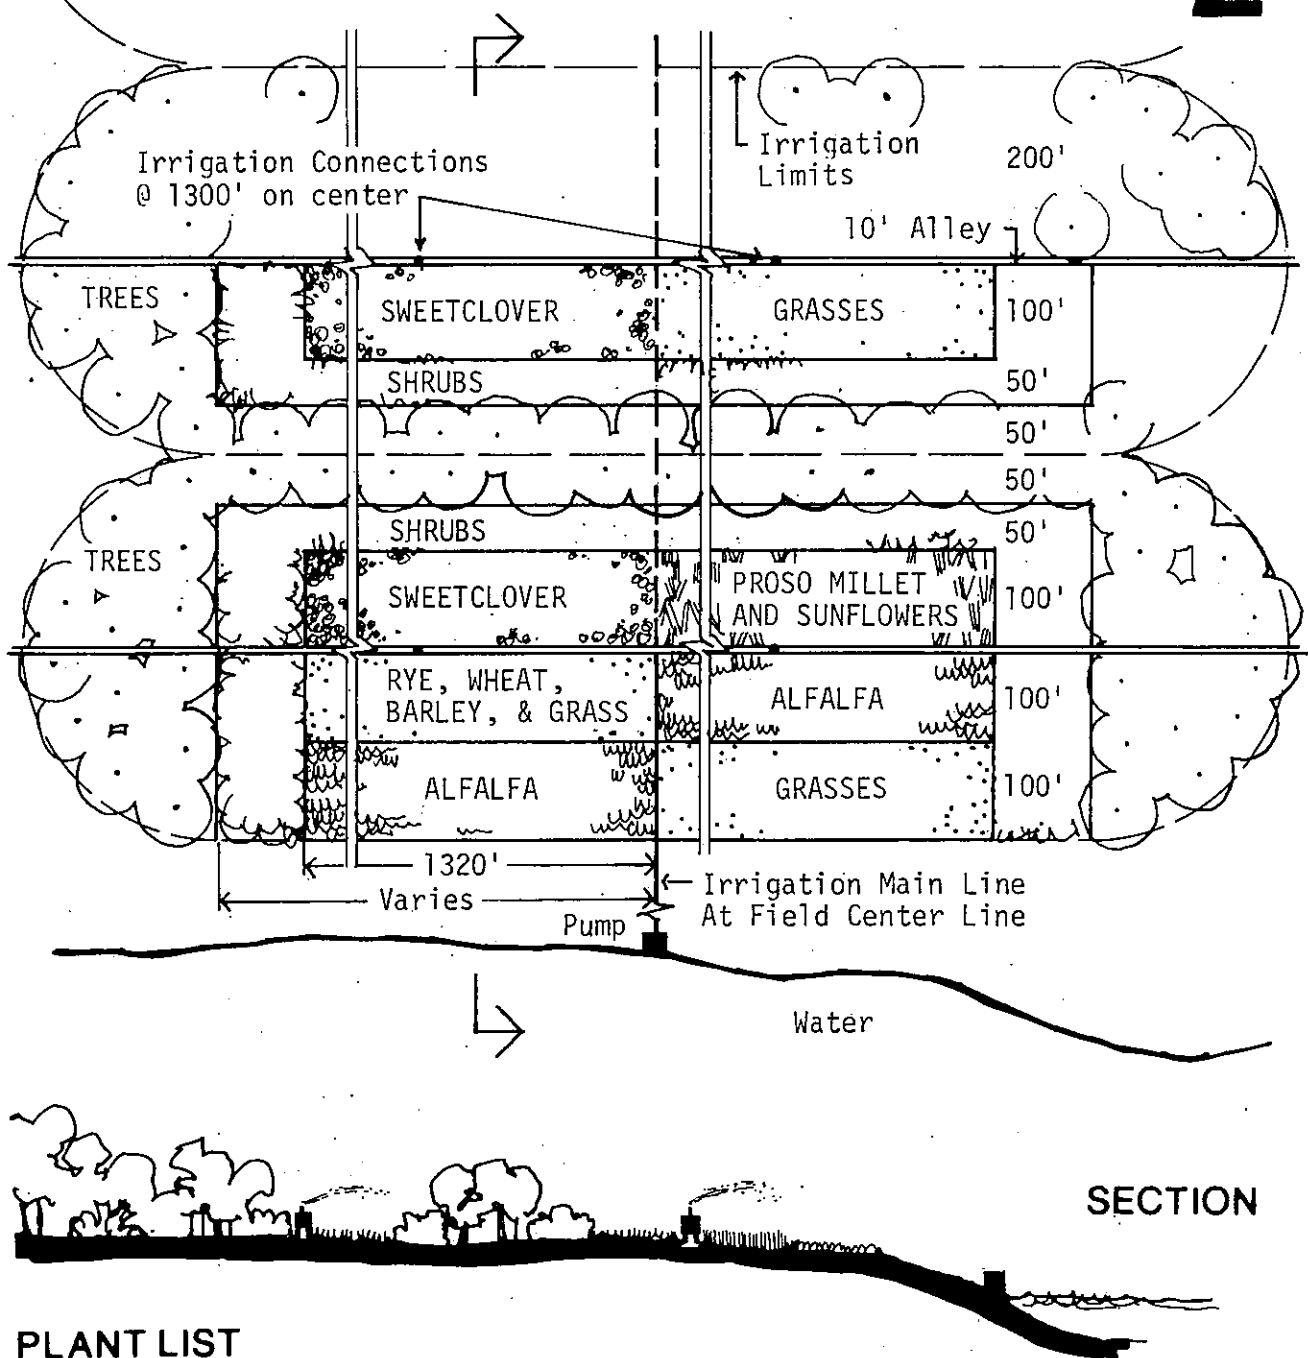 Irrigation Connections
@ 1300' on center
Irrigation
Limits
200'
10' Alley
TREES
SWEETCLOVER
GRASSES
100'
SHRUBS
50'
50'
50'
SHRUBS
50'
TREES
SWEETCLOVER
PROSO MILLET
AND SUNFLOWERS
100'
RYE, WHEAT,
BARLEY, & GRASS
ALFALFA
100'
ALFALFA
GRASSES
100'
1320'
Varies
Irrigation Main Line
At Field Center Line
Pump
Water
SECTION
PLANT LIST